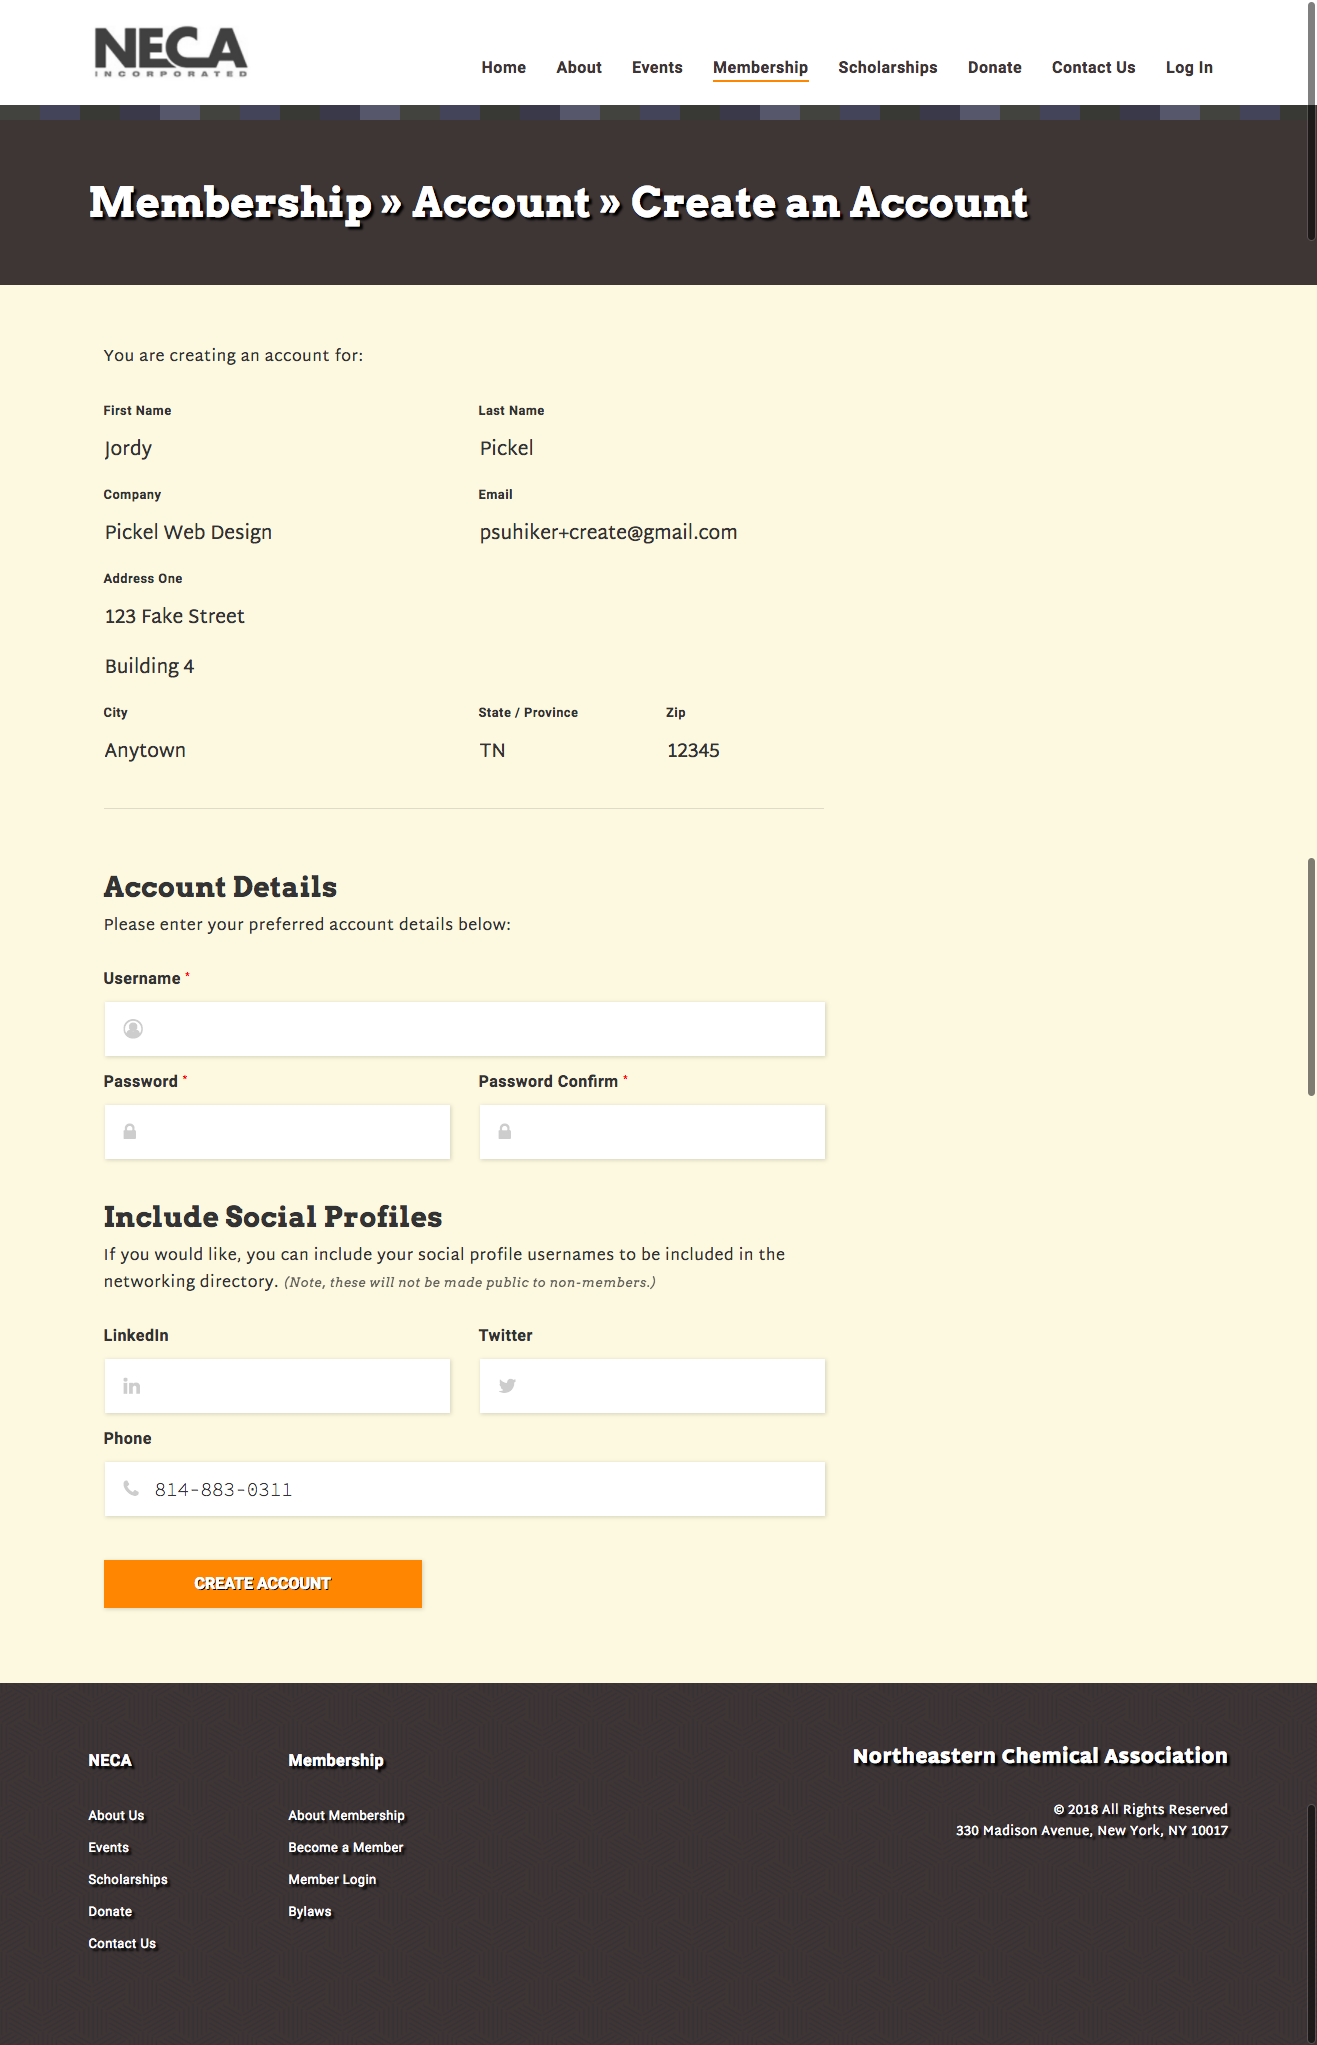 NECA
INCORPORATED
Home About Events Membership Scholarships Donate Contact Us Log In
Membership » Account » Create an Account
You are creating an account for:
First Name Last Name
Jordy Pickel
Company Email
Pickel Web Design psuhiker+create@gmail.com
Address One
123 Fake Street
Building 4
City State / Province Zip
Anytown TN 12345
Account Details
Please enter your preferred account details below:
Username *
Password * Password Confirm *
Include Social Profiles
If you would like, you can include your social profile usernames to be included in the
networking directory. (Note, these will not be made public to non-members.)
LinkedIn Twitter
in
Phone
814-883-0311
CREATE ACCOUNT
NECA
About Us
Events
Scholarships
Donate
Contact Us
Membership
About Membership
Become a Member
Member Login
Bylaws
Northeastern Chemical Association
© 2018 All Rights Reserved
330 Madison Avenue, New York, NY 10017